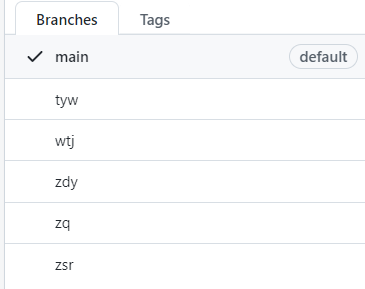 Branches Tags
main default
tyw
wtj
zdy
zq
zsr